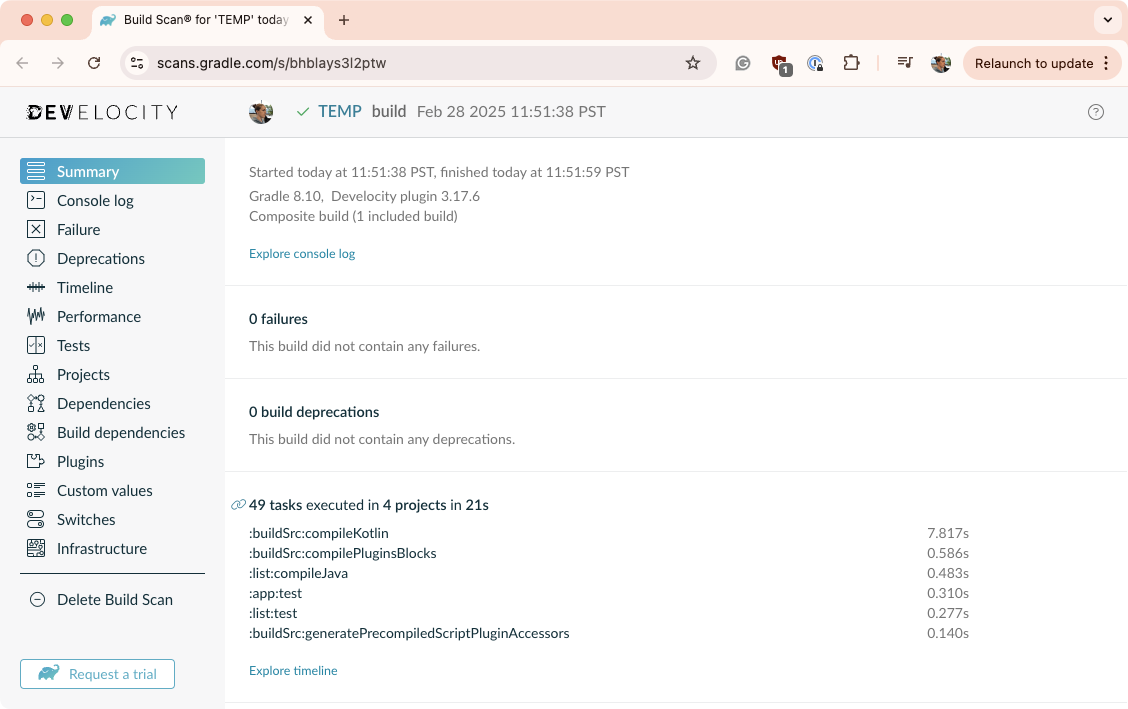 Build Scan® for 'TEMP' today
scans.gradle.com/s/bhblays3l2ptw
1
Relaunch to update
DEVELOCITY
TEMP build Feb 28 2025 11:51:38 PST
Summary
Console log
Failure
Deprecations
Timeline
Performance
Tests
Projects
Dependencies
Build dependencies
Plugins
Custom values
Switches
Infrastructure
Delete Build Scan
Request a trial
Started today at 11:51:38 PST, finished today at 11:51:59 PST
Gradle 8.10, Develocity plugin 3.17.6
Composite build (1 included build)
Explore console log
0 failures
This build did not contain any failures.
0 build deprecations
This build did not contain any deprecations.
49 tasks executed in 4 projects in 21s
:buildSrc:compileKotlin 7.817s
:buildSrc:compilePluginsBlocks 0.586s
:list:compileJava 0.483s
:app:test 0.310s
:list:test 0.277s
:buildSrc:generatePrecompiledScriptPluginAccessors 0.140s
Explore timeline